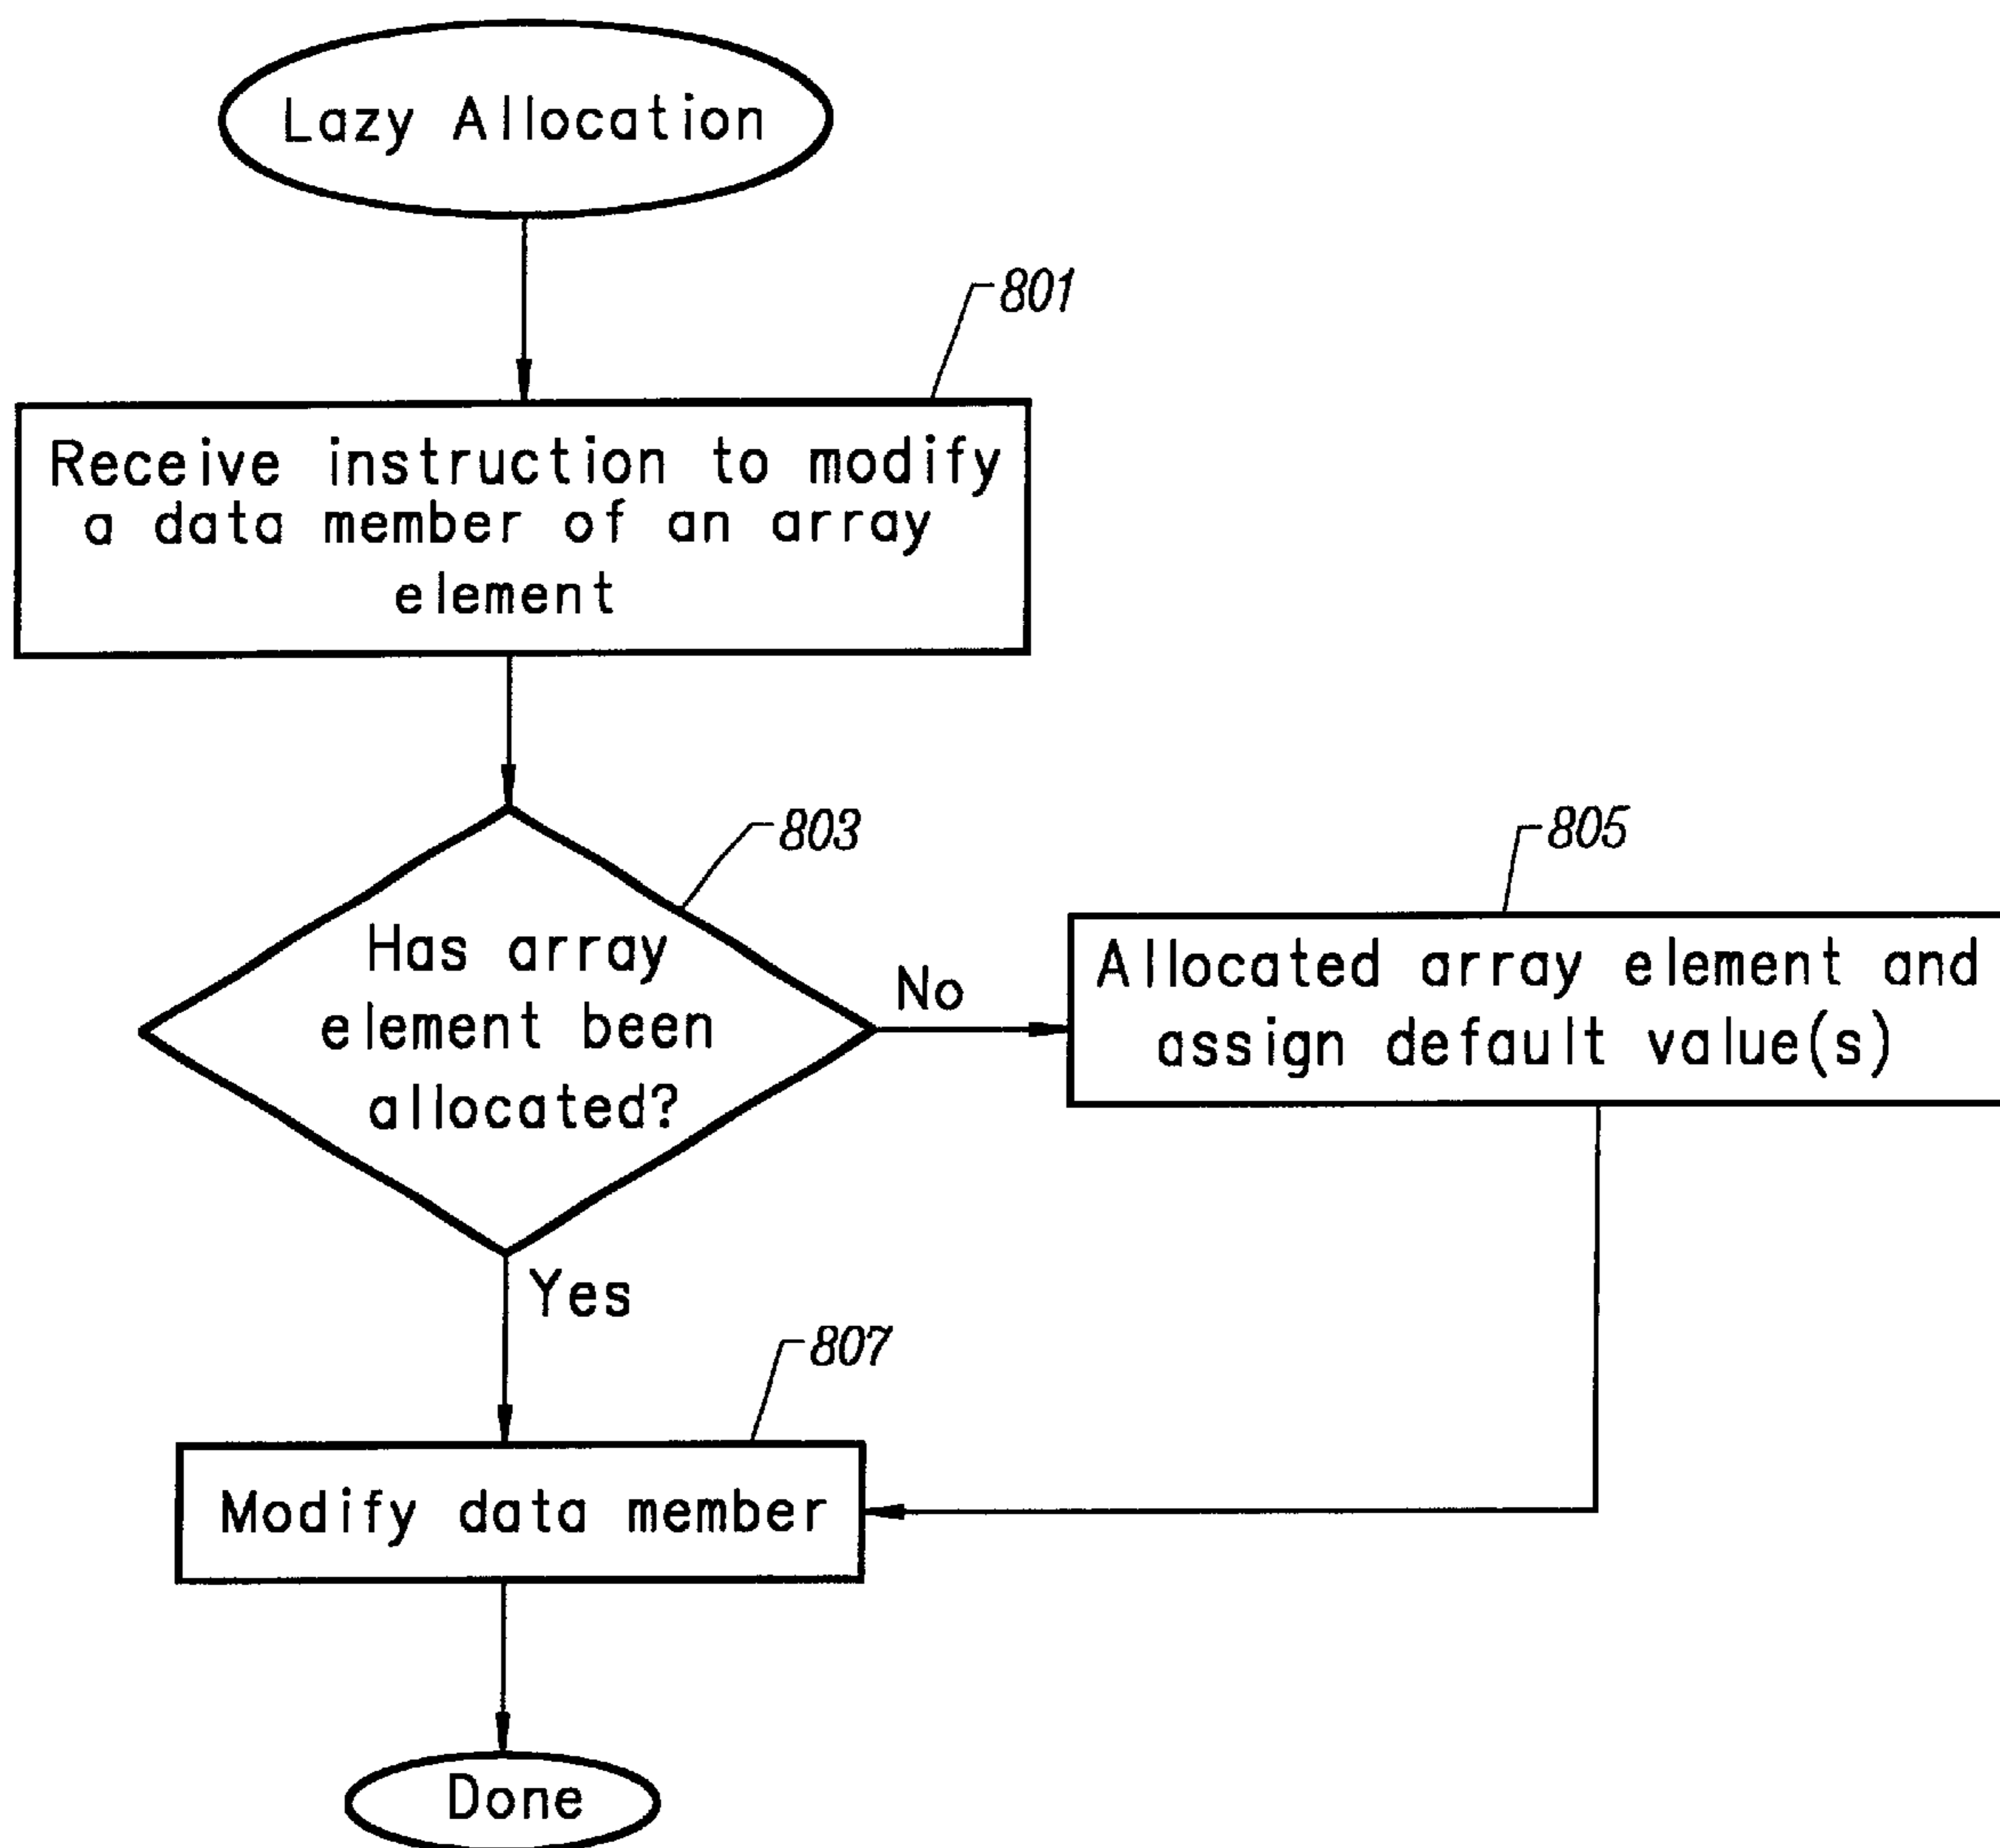 Lazy Allocation
801
Receive instruction to modify
a data member of an array
element
803
Has array
element been
allocated?
No
805
Allocated array element and
assign default value(s)
Yes
807
Modify data member
Done